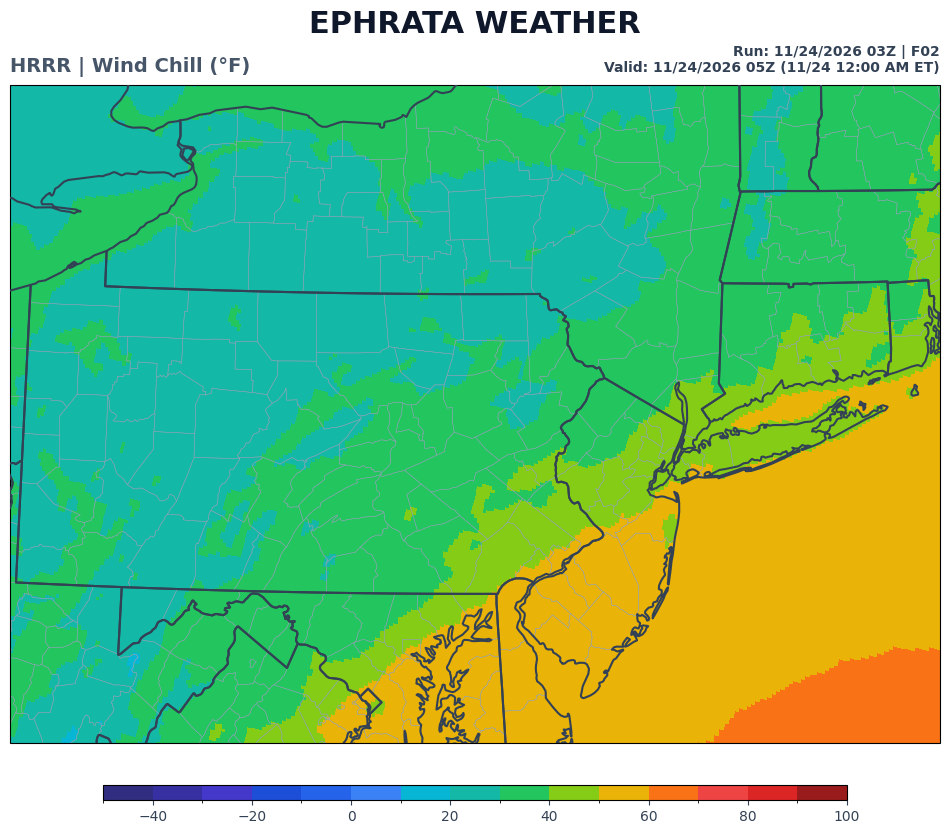 EPHRATA WEATHER
HRRR | Wind Chill (°F)
Run: 11/24/2026 03Z | F02
Valid: 11/24/2026 05Z (11/24 12:00 AM ET)
−40 −20 0 20 40 60 80 100